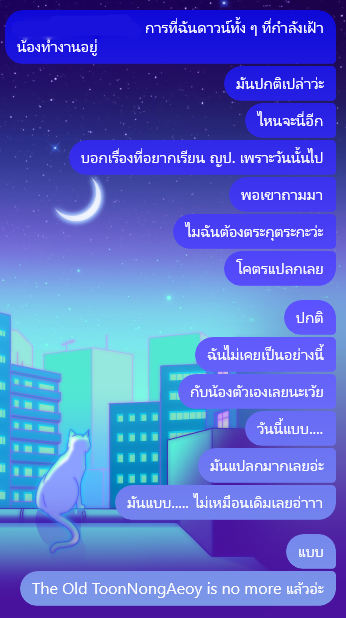 การที่ฉันดาวน์ทั้ง ๆ ที่กำลังเฝ้า
น้องทำงานอยู่
มันปกติเปล่าว่ะ
ไหนจะนี่อีก
บอกเรื่องที่อยากเรียน ญป. เพราะวันนั้นไป
พอเขาถามมา
ไมฉันต้องตระกุตระกะว่ะ
โคตรแปลกเลย
ปกติ
ฉันไม่เคยเป็นอย่างนี้
กับน้องตัวเองเลยนะเว้ย
วันนี้แบบ....
มันแปลกมากเลยอ่ะ
มันแบบ..... ไม่เหมือนเดิมเลยอ่าาา
แบบ
The Old ToonNongAeoy is no more แล้วอ่ะ